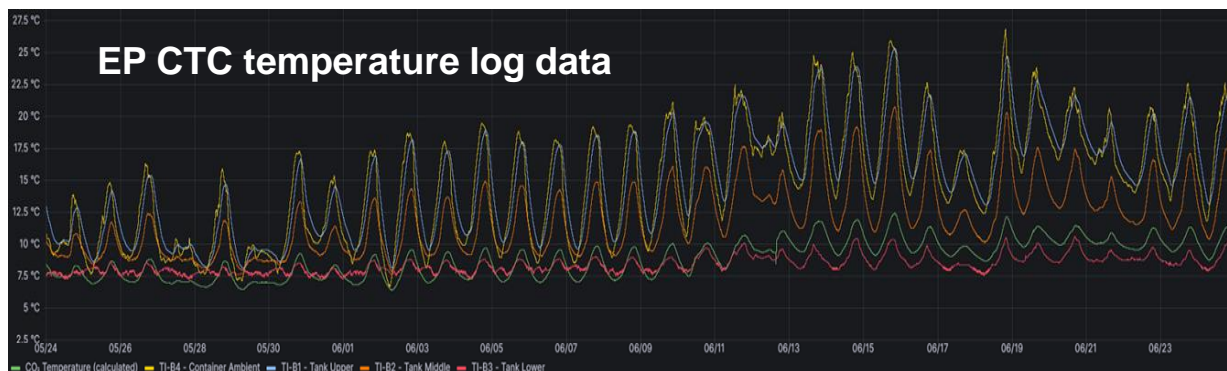 EP CTC temperature log data
27.5 °C
25 °C
22.5 °C
20 °C
17.5 °C
15 °C
12.5 °C
10 °C
7.5 °C
5 °C
2.5 °C
05/24 05/26 05/28 05/30 06/01 06/03 06/05 06/07 06/09 06/11 06/13 06/15 06/17 06/19 06/21 06/23
CO₂ Temperature (calculated) TI-B4 - Container Ambient TI-B1 - Tank Upper TI-B2 - Tank Middle TI-B3 - Tank Lower